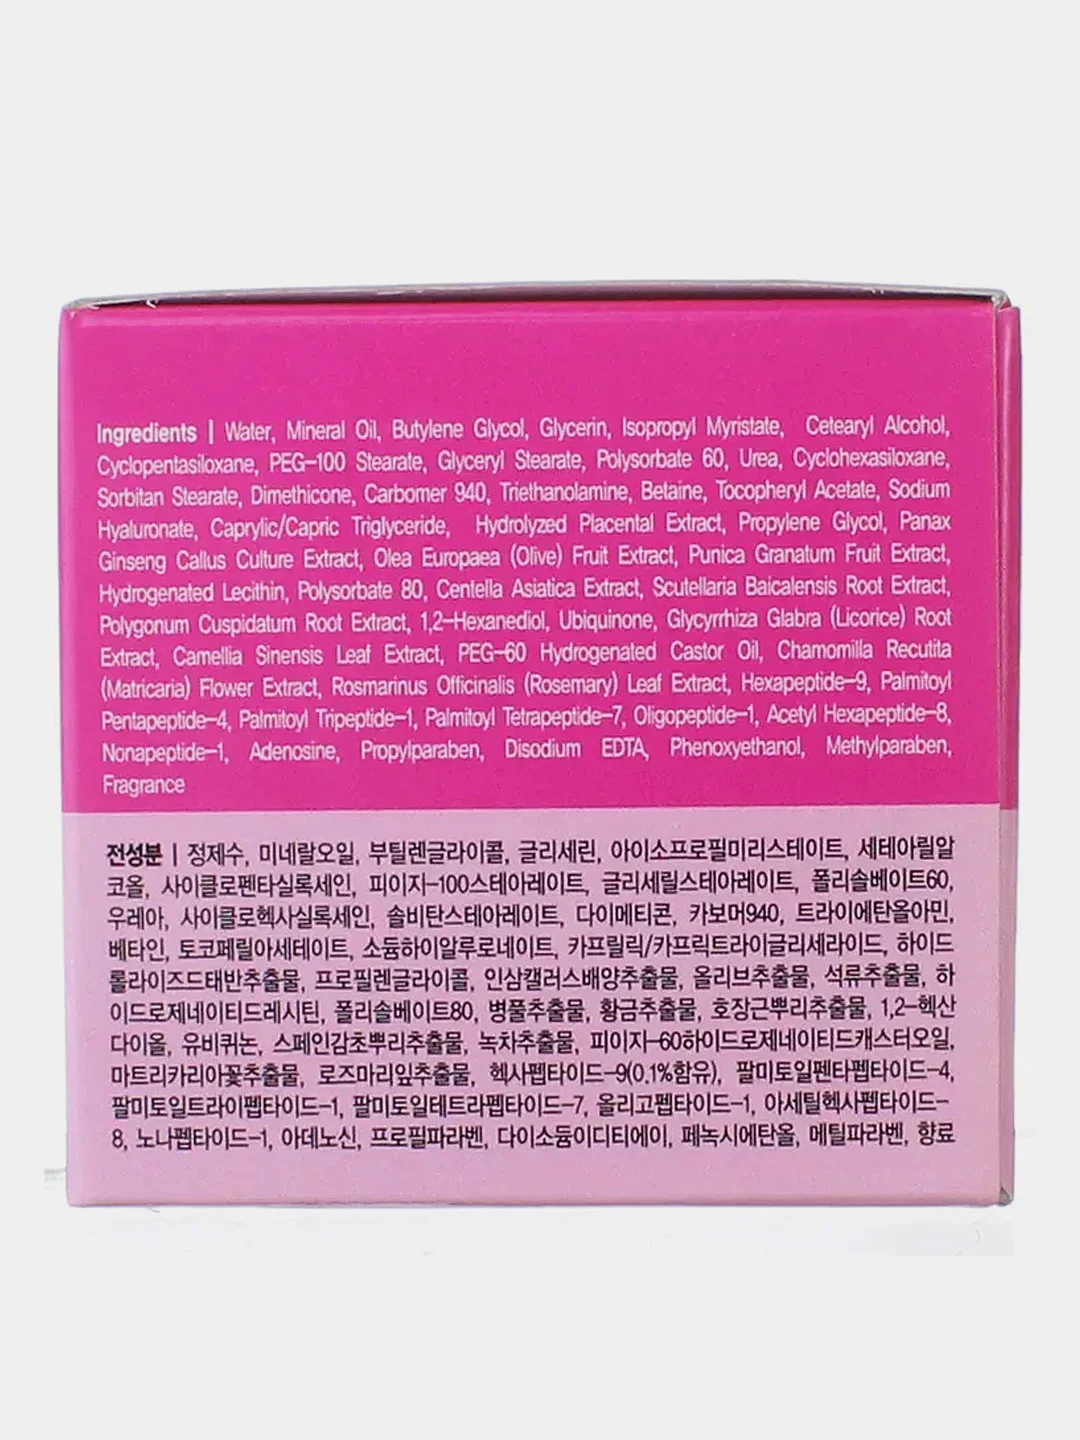 Ingredients | Water, Mineral Oil, Butylene Glycol, Glycerin, Isopropyl Myristate, Cetearyl Alcohol,
Cyclopentasiloxane, PEG-100 Stearate, Glyceryl Stearate, Polysorbate 60, Urea, Cyclohexasiloxane,
Sorbitan Stearate, Dimethicone, Carbomer 940, Triethanolamine, Betaine, Tocopheryl Acetate, Sodium
Hyaluronate, Caprylic/Capric Triglyceride, Hydrolyzed Placental Extract, Propylene Glycol, Panax
Ginseng Callus Culture Extract, Olea Europaea (Olive) Fruit Extract, Punica Granatum Fruit Extract,
Hydrogenated Lecithin, Polysorbate 80, Centella Asiatica Extract, Scutellaria Baicalensis Root Extract,
Polygonum Cuspidatum Root Extract, 1,2-Hexanediol, Ubiquinone, Glycyrrhiza Glabra (Licorice) Root
Extract, Camellia Sinensis Leaf Extract, PEG-60 Hydrogenated Castor Oil, Chamomilla Recutita
(Matricaria) Flower Extract, Rosmarinus Officinalis (Rosemary) Leaf Extract, Hexapeptide-9, Palmitoyl
Pentapeptide-4, Palmitoyl Tripeptide-1, Palmitoyl Tetrapeptide-7, Oligopeptide-1, Acetyl Hexapeptide-8,
Nonapeptide-1, Adenosine, Propylparaben, Disodium EDTA, Phenoxyethanol, Methylparaben,
Fragrance
전성분 | 정제수, 미네랄오일, 부틸렌글라이콜, 글리세린, 아이소프로필미리스테이트, 세테아릴알
코올, 사이클로펜타실록세인, 피이지-100스테아레이트, 글리세릴스테아레이트, 폴리솔베이트60,
우레아, 사이클로헥사실록세인, 솔비탄스테아레이트, 다이메티콘, 카보머940, 트라이에탄올아민,
베타인, 토코페릴아세테이트, 소듐하이알루로네이트, 카프릴릭/카프릭트라이글리세라이드, 하이드
롤라이즈드태반추출물, 프로필렌글라이콜, 인삼캘러스배양추출물, 올리브추출물, 석류추출물, 하
이드로제네이티드레시틴, 폴리솔베이트80, 병풀추출물, 황금추출물, 호장근뿌리추출물, 1,2-헥산
다이올, 유비퀴논, 스페인감초뿌리추출물, 녹차추출물, 피이지-60하이드로제네이티드캐스터오일,
마트리카리아꽃추출물, 로즈마리잎추출물, 헥사펩타이드-9(0.1%함유), 팔미토일펜타펩타이드-4,
팔미토일트라이펩타이드-1, 팔미토일테트라펩타이드-7, 올리고펩타이드-1, 아세틸헥사펩타이드-
8, 노나펩타이드-1, 아데노신, 프로필파라벤, 다이소듐이디티에이, 페녹시에탄올, 메틸파라벤, 향료